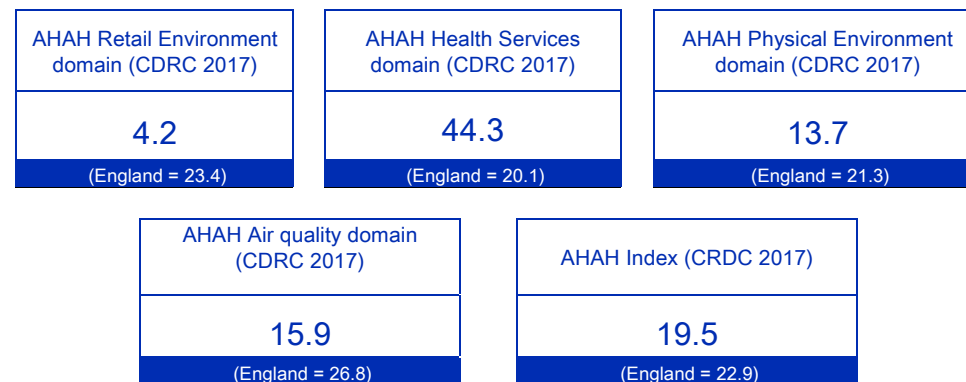 AHAH Retail Environment
domain (CDRC 2017)
4.2
(England = 23.4)
AHAH Health Services
domain (CDRC 2017)
44.3
(England = 20.1)
AHAH Physical Environment
domain (CDRC 2017)
13.7
(England = 21.3)
AHAH Air quality domain
(CDRC 2017)
15.9
(England = 26.8)
AHAH Index (CRDC 2017)
19.5
(England = 22.9)